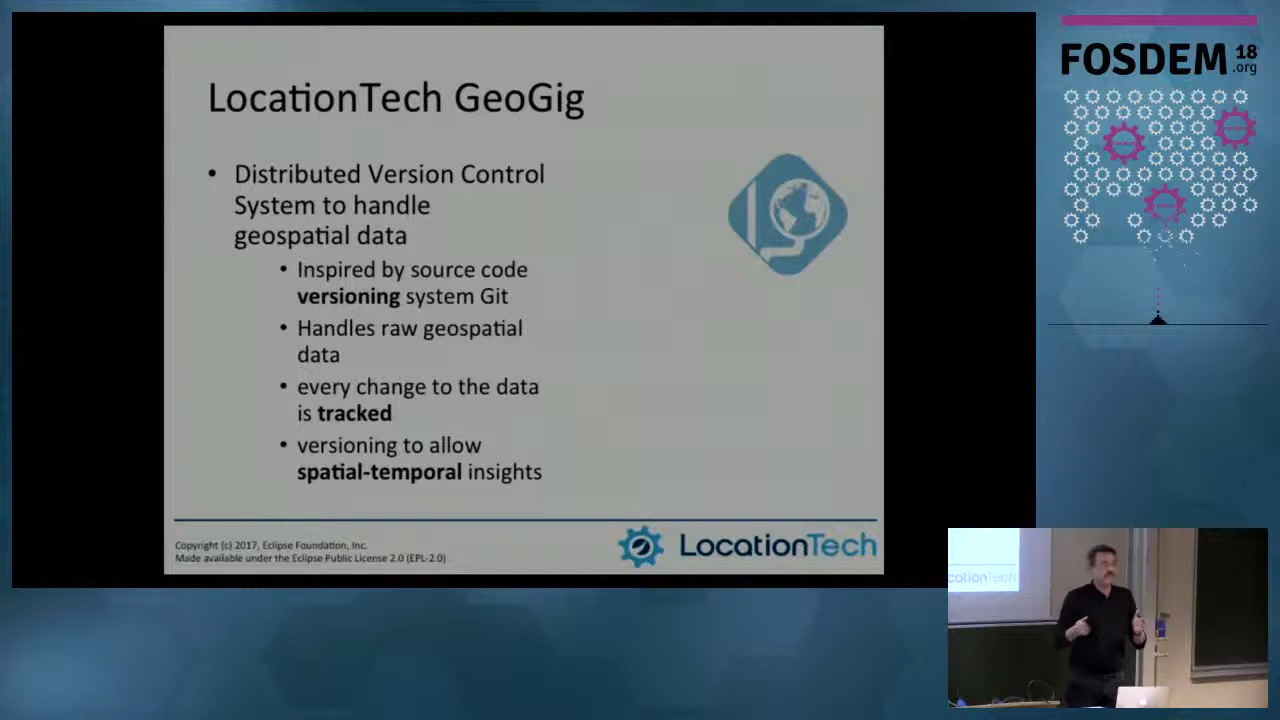 LocationTech GeoGig
• Distributed Version Control
System to handle
geospatial data
• Inspired by source code
versioning system Git
• Handles raw geospatial
data
• every change to the data
is tracked
• versioning to allow
spatial-temporal insights
Copyright (c) 2017, Eclipse Foundation, Inc.
Made available under the Eclipse Public License 2.0 (EPL-2.0)
LocationTech
FOSDEM 18
.org
cationTech